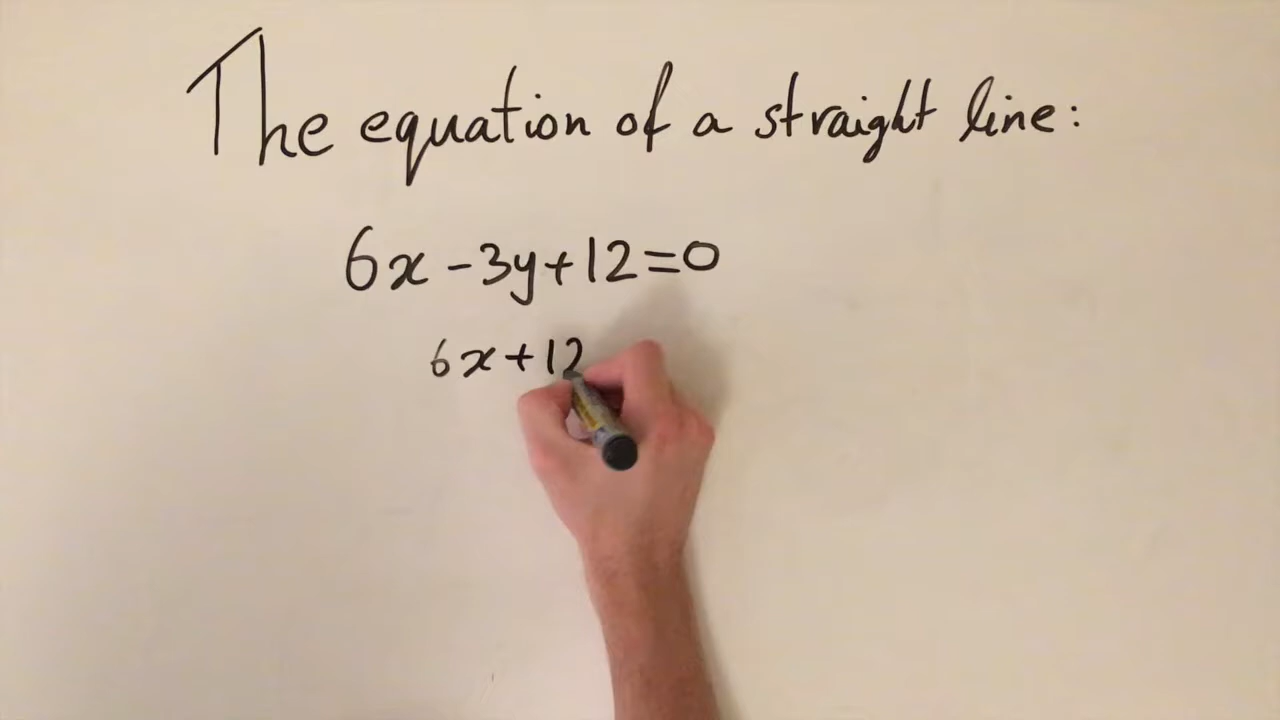 The equation of a straight line:
6x - 3y + 12 = 0
6x + 12